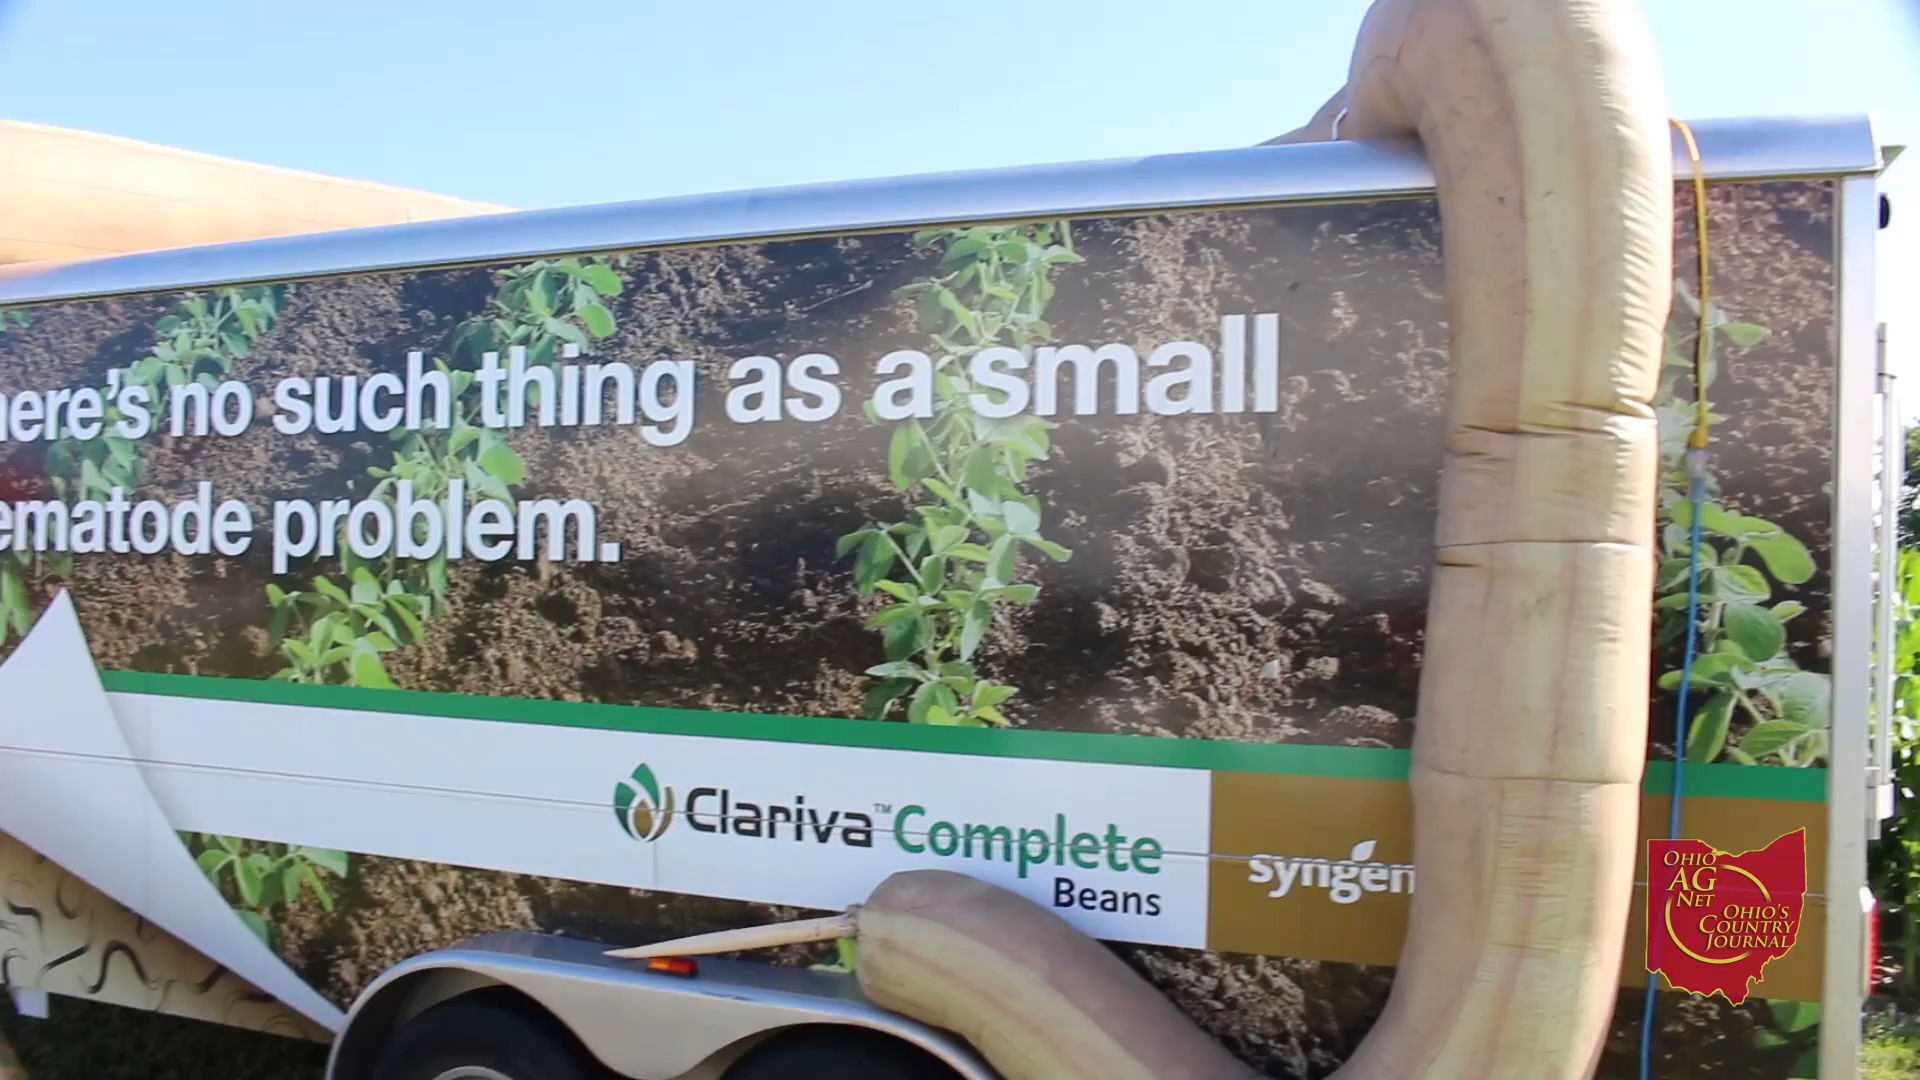 here's no such thing as a small
ematode problem.
Clariva™ Complete
Beans
syngen
OHIO
AG
NET
OHIO'S
COUNTRY
JOURNAL